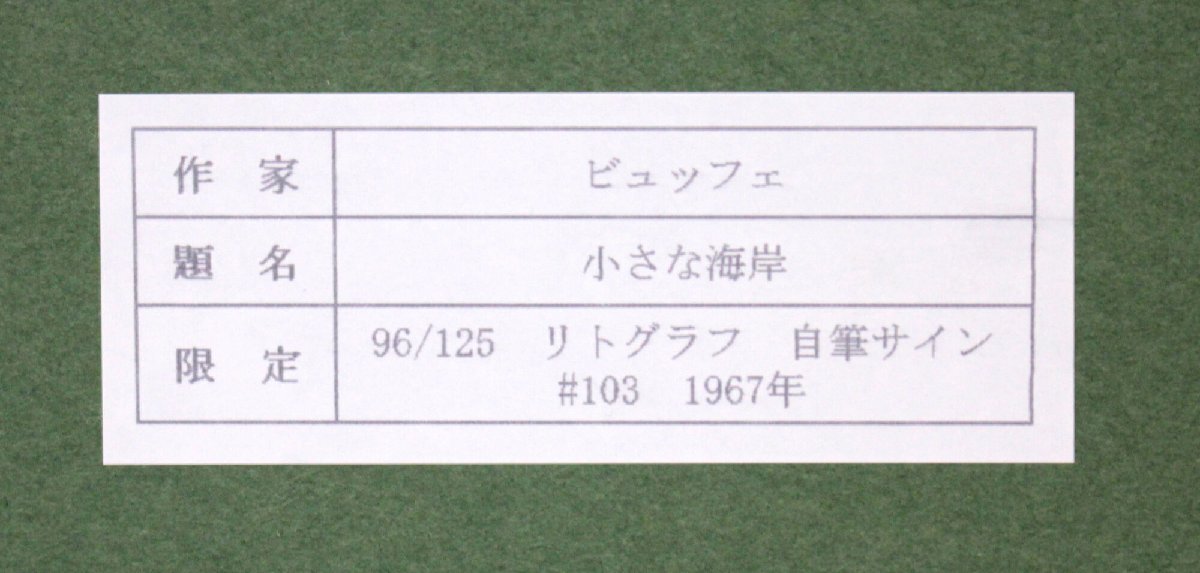 作　家　ビュッフェ
題　名　小さな海岸
限　定　96/125　リトグラフ　自筆サイン
#103　1967年